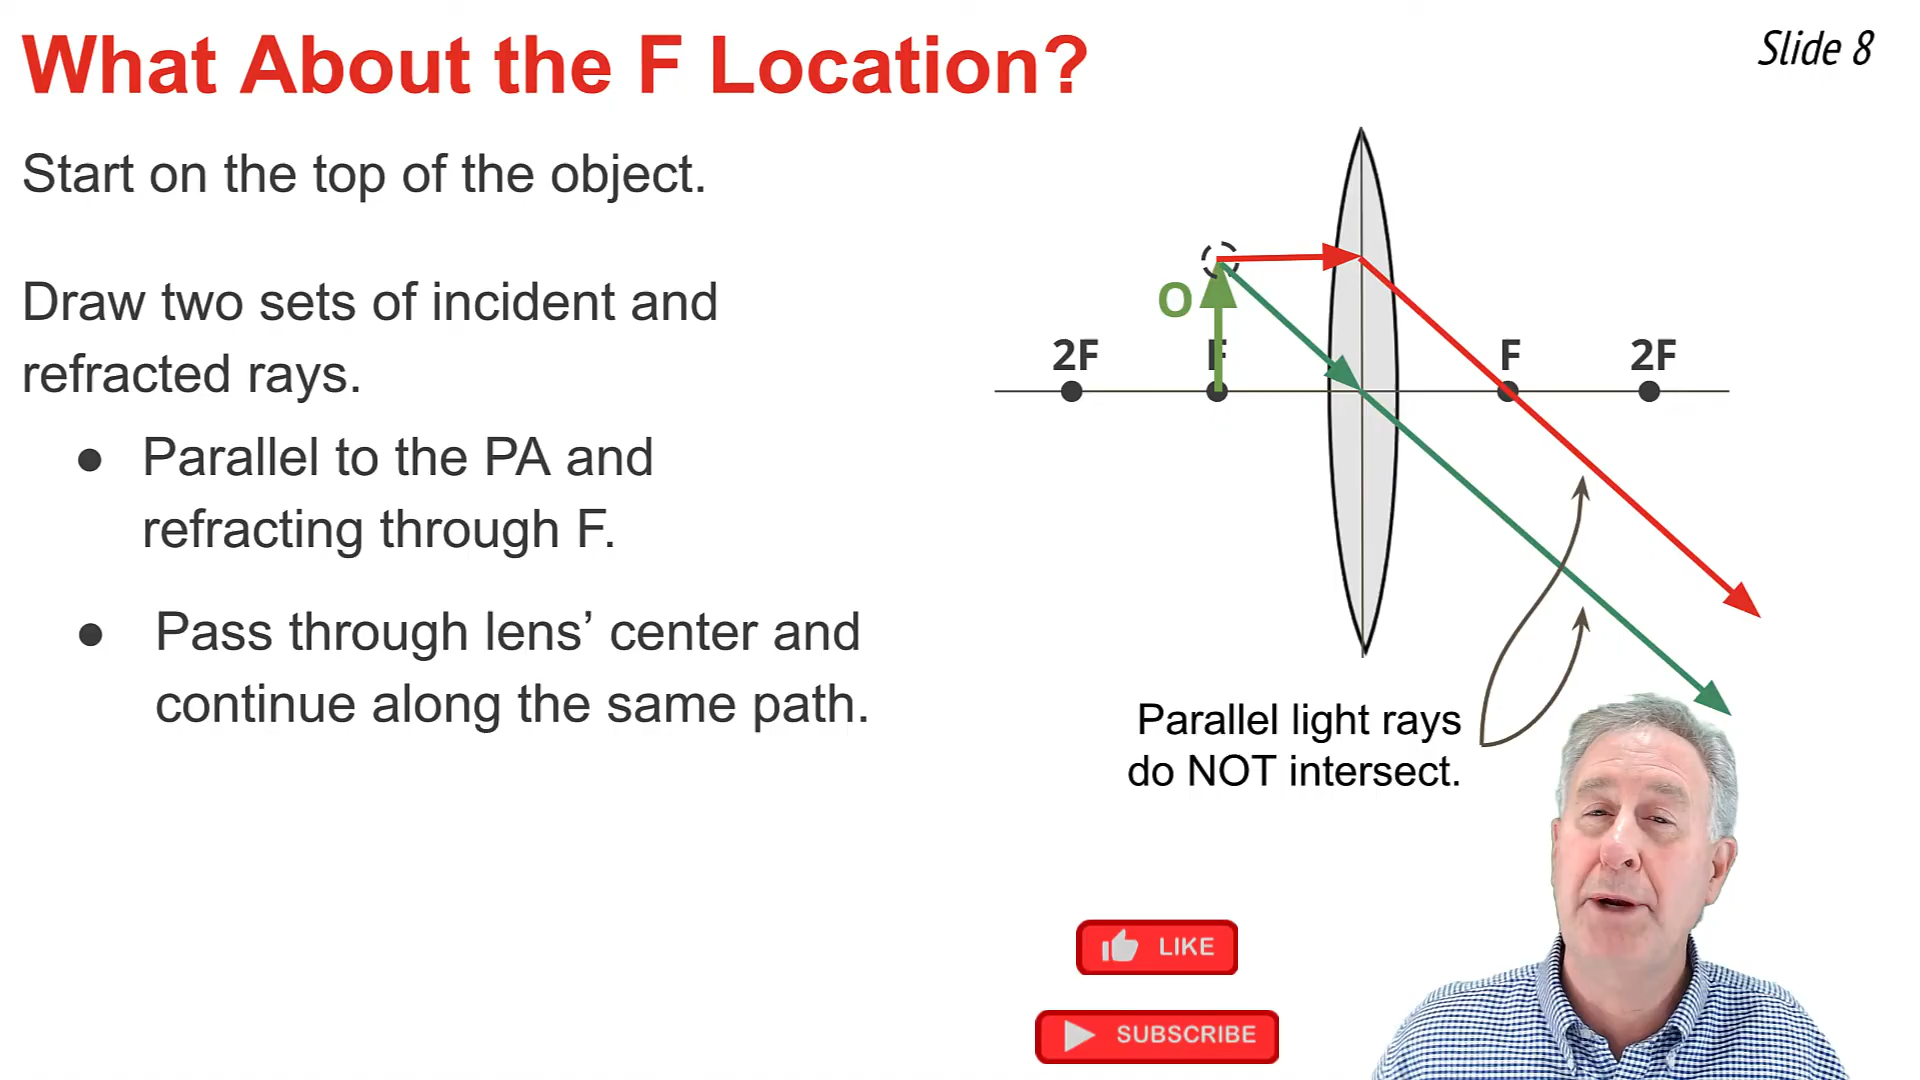 What About the F Location?
Slide 8
Start on the top of the object.
Draw two sets of incident and
refracted rays.
● Parallel to the PA and
refracting through F.
● Pass through lens’ center and
continue along the same path.
O
2F
F
F
2F
Parallel light rays
do NOT intersect.
LIKE
SUBSCRIBE